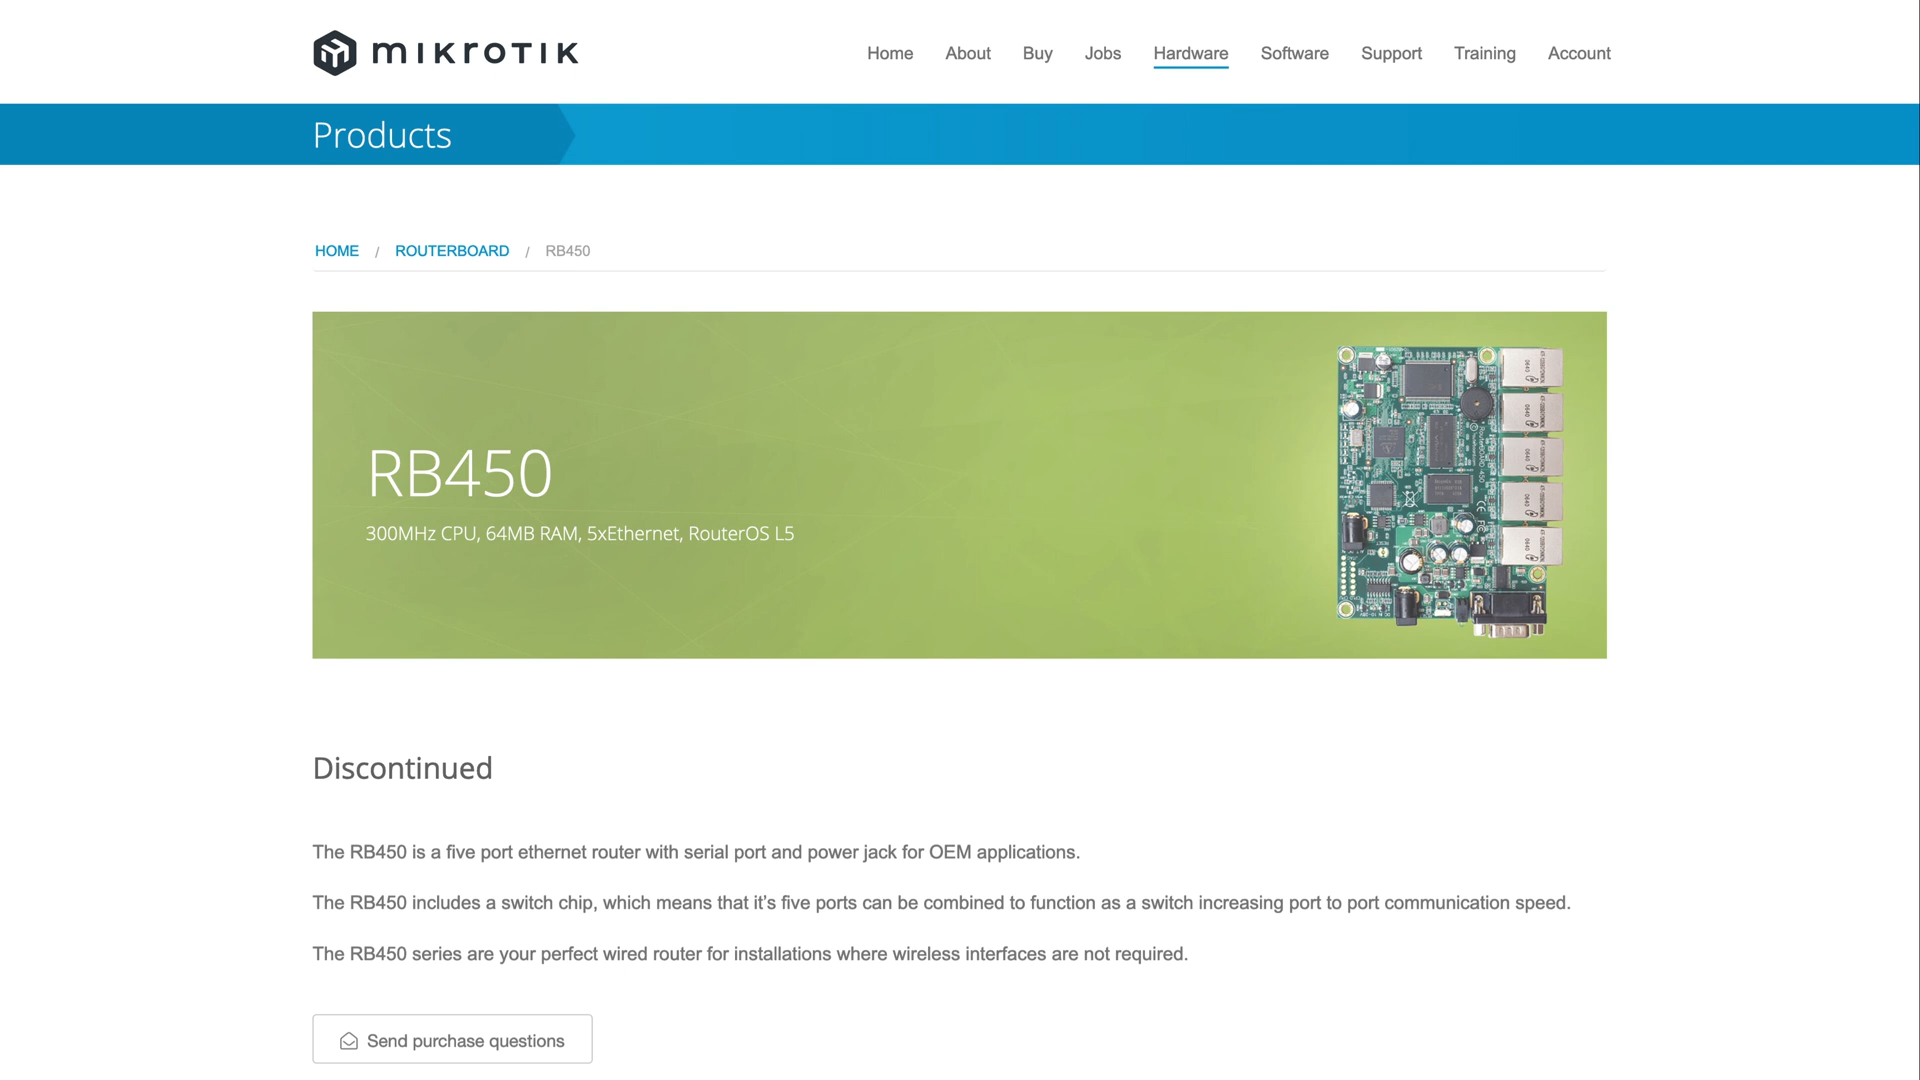 mikrotik
Home About Buy Jobs Hardware Software Support Training Account
Products
HOME / ROUTERBOARD / RB450
RB450
300MHz CPU, 64MB RAM, 5xEthernet, RouterOS L5
Discontinued
The RB450 is a five port ethernet router with serial port and power jack for OEM applications.
The RB450 includes a switch chip, which means that it’s five ports can be combined to function as a switch increasing port to port communication speed.
The RB450 series are your perfect wired router for installations where wireless interfaces are not required.
Send purchase questions